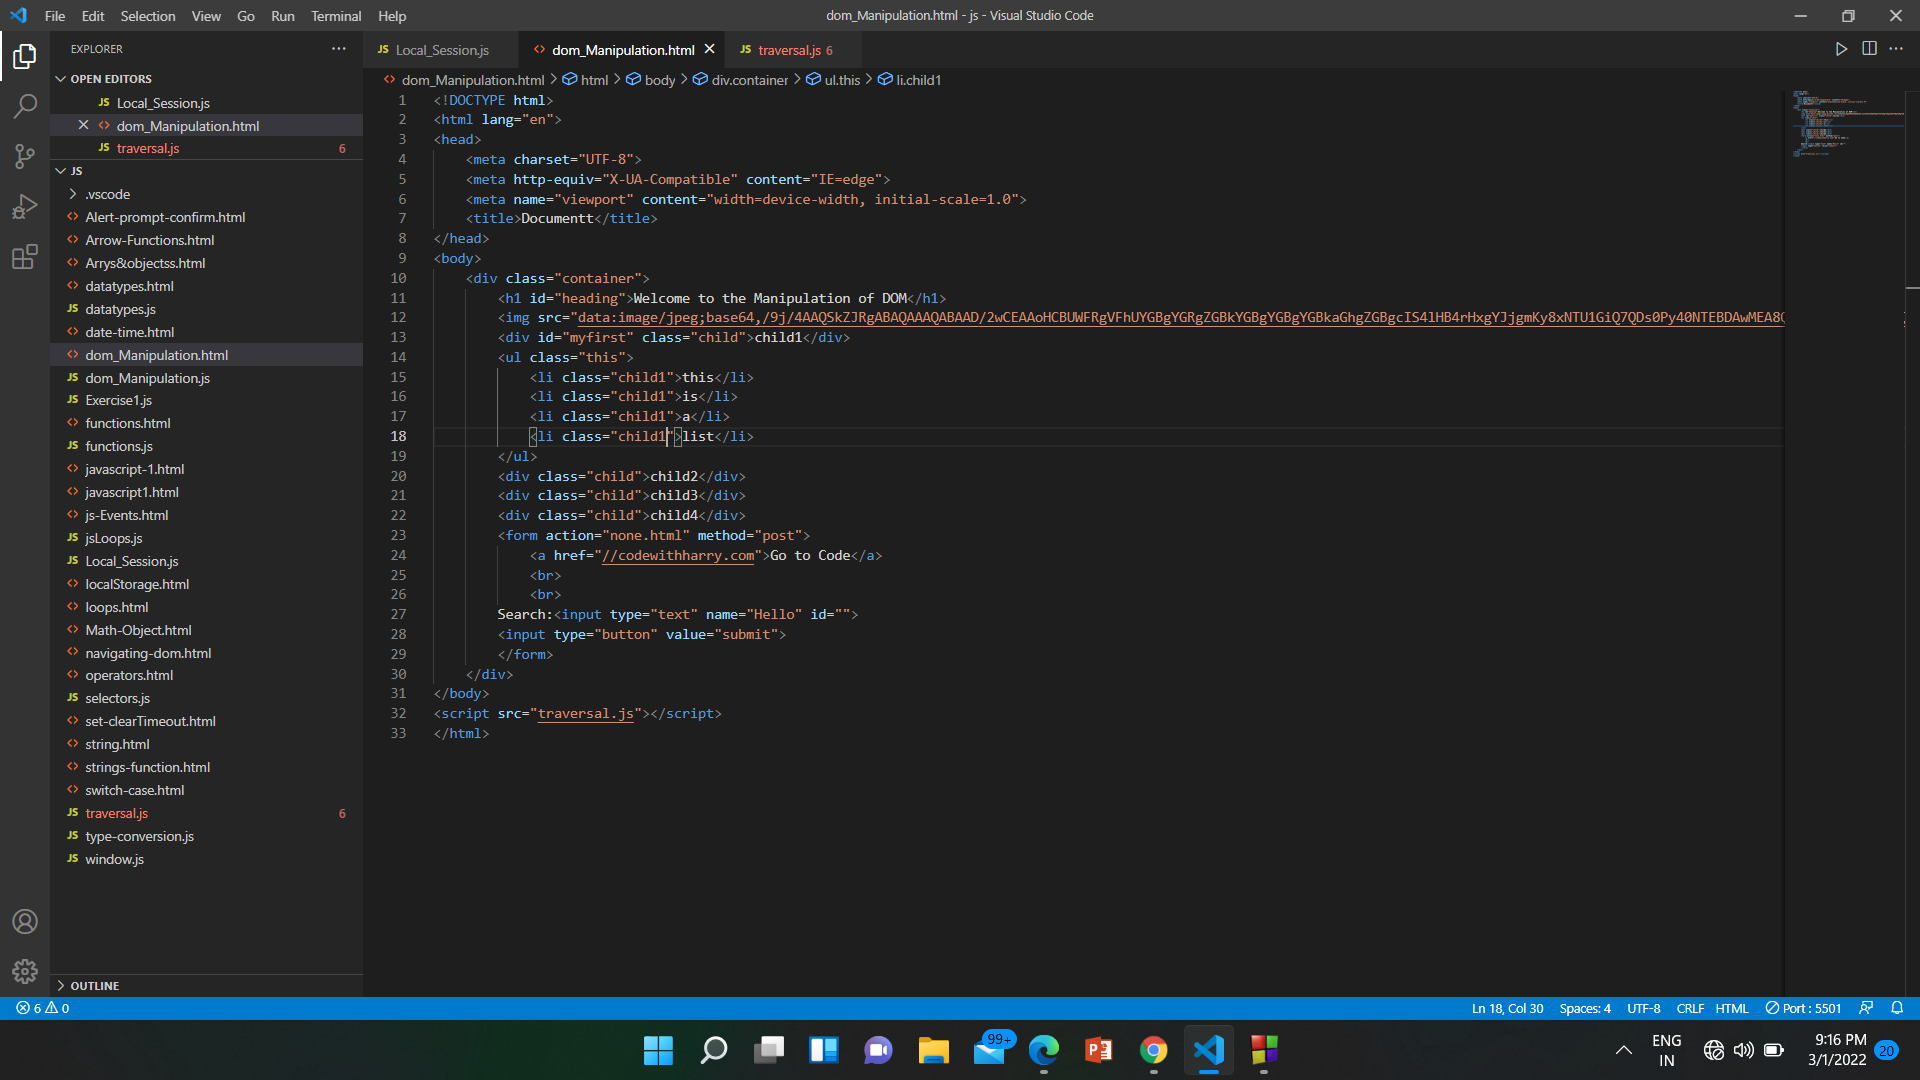 File Edit Selection View Go Run Terminal Help
dom_Manipulation.html - js - Visual Studio Code
EXPLORER
OPEN EDITORS
JS Local_Session.js
dom_Manipulation.html
JS traversal.js 6
JS
.vscode
Alert-prompt-confirm.html
Arrow-Functions.html
Arrys&objectss.html
datatypes.html
JS datatypes.js
date-time.html
dom_Manipulation.html
JS dom_Manipulation.js
JS Exercise1.js
functions.html
JS functions.js
javascript-1.html
javascript1.html
js-Events.html
JS jsLoops.js
JS Local_Session.js
localStorage.html
loops.html
Math-Object.html
navigating-dom.html
operators.html
JS selectors.js
set-clearTimeout.html
string.html
strings-function.html
switch-case.html
JS traversal.js 6
JS type-conversion.js
JS window.js
OUTLINE
JS Local_Session.js
dom_Manipulation.html
JS traversal.js 6
dom_Manipulation.html > html > body > div.container > ul.this > li.child1
1 <!DOCTYPE html>
2 <html lang="en">
3 <head>
4 <meta charset="UTF-8">
5 <meta http-equiv="X-UA-Compatible" content="IE=edge">
6 <meta name="viewport" content="width=device-width, initial-scale=1.0">
7 <title>Documentt</title>
8 </head>
9 <body>
10 <div class="container">
11 <h1 id="heading">Welcome to the Manipulation of DOM</h1>
12 <img src="data:image/jpeg;base64,/9j/4AAQSkZJRgABAQAAAQABAAD/2wCEAAoHCBUWFRgVFhUYGBgYGRgZGBkYGBgYGBgYGBkaGhgZGBgcIS4lHB4rHxgYJjgmKy8xNTU1GiQ7QDs0Py40NTEBDAwMEA8Q
13 <div id="myfirst" class="child">child1</div>
14 <ul class="this">
15 <li class="child1">this</li>
16 <li class="child1">is</li>
17 <li class="child1">a</li>
18 <li class="child1">list</li>
19 </ul>
20 <div class="child">child2</div>
21 <div class="child">child3</div>
22 <div class="child">child4</div>
23 <form action="none.html" method="post">
24 <a href="//codewithharry.com">Go to Code</a>
25 <br>
26 <br>
27 Search:<input type="text" name="Hello" id="">
28 <input type="button" value="submit">
29 </form>
30 </div>
31 </body>
32 <script src="traversal.js"></script>
33 </html>
6 0
Ln 18, Col 30 Spaces: 4 UTF-8 CRLF HTML Port : 5501
99+
ENG
IN
9:16 PM
3/1/2022
20